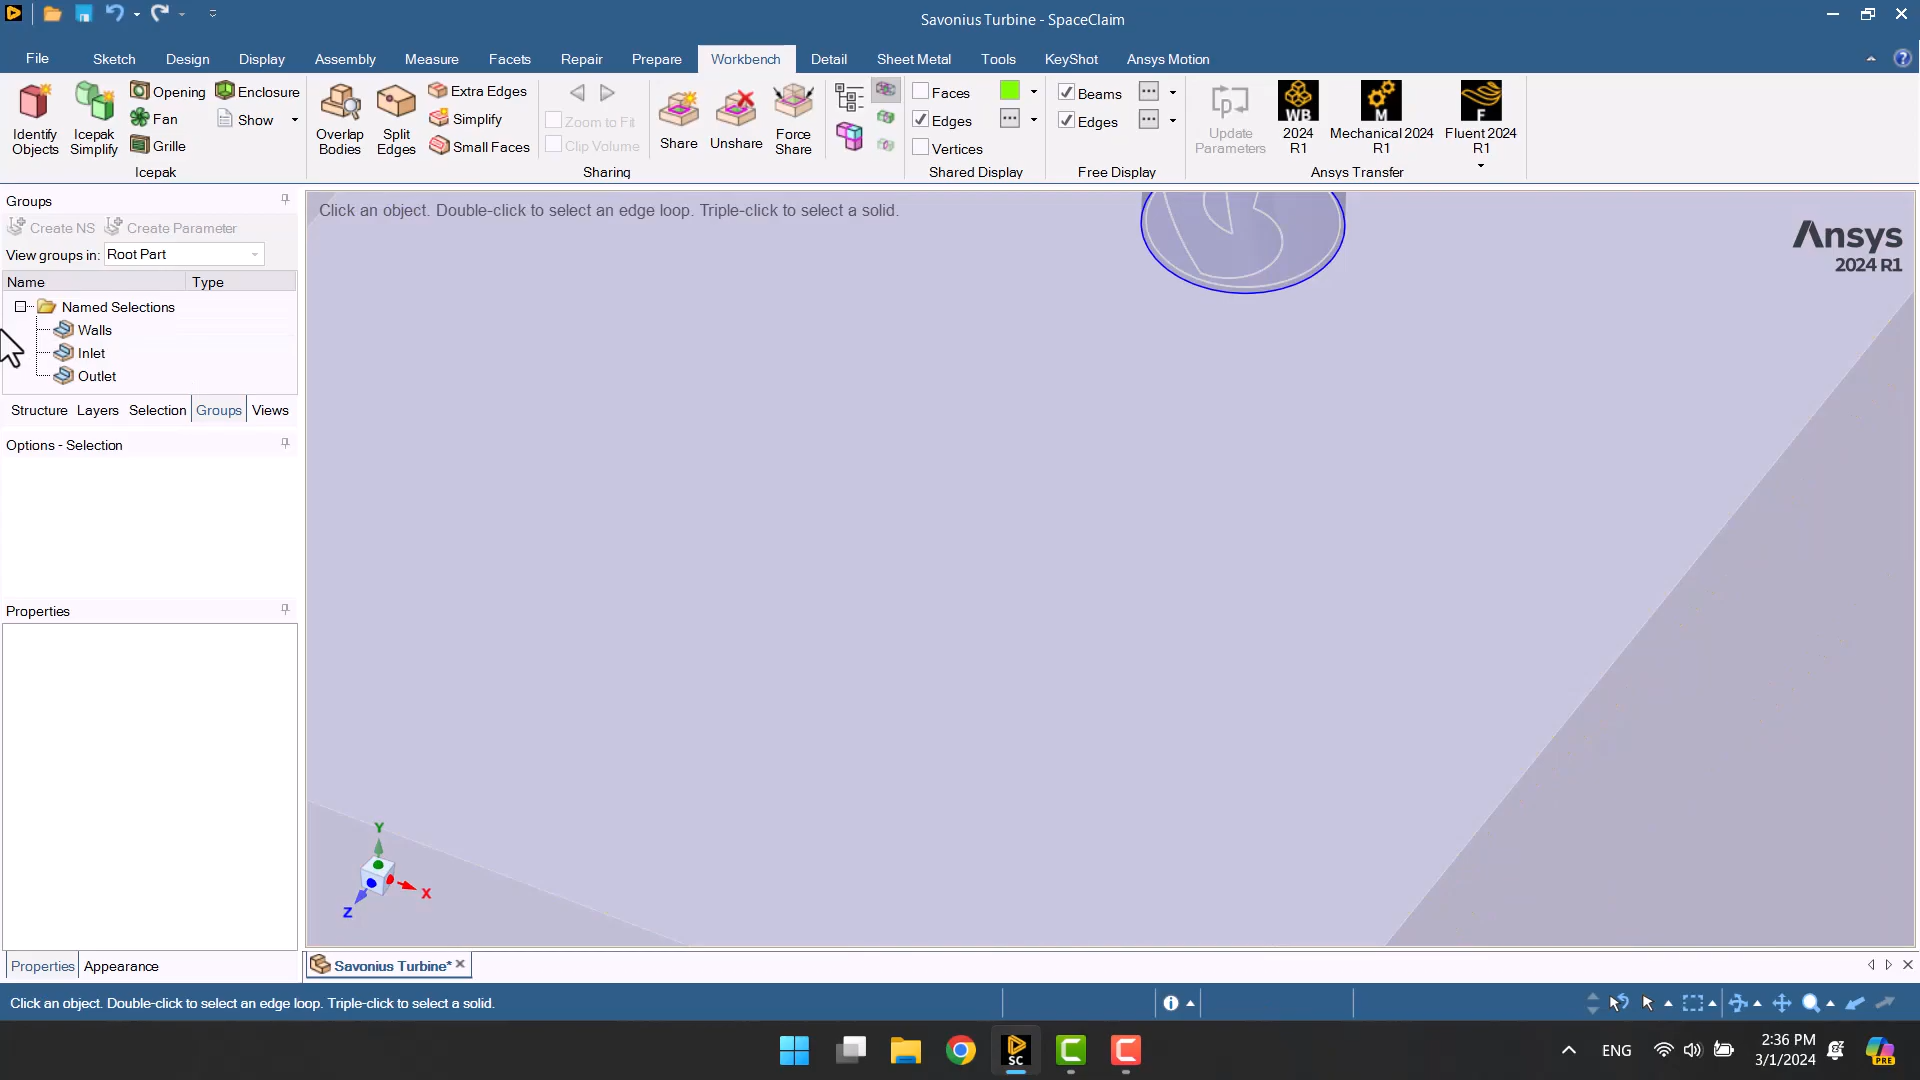 Savonius Turbine - SpaceClaim
File Sketch Design Display Assembly Measure Facets Repair Prepare Workbench Detail Sheet Metal Tools KeyShot Ansys Motion
Identify Objects
Icepak Simplify
Opening
Fan
Grille
Enclosure
Show
Icepak
Overlap Bodies
Split Edges
Extra Edges
Simplify
Small Faces
Zoom to Fit
Clip Volume
Share
Unshare
Force Share
Sharing
Faces
Edges
Vertices
Shared Display
Beams
Edges
Free Display
Update Parameters
WB
2024 R1
M
Mechanical 2024 R1
F
Fluent 2024 R1
Ansys Transfer
Groups
Create NS Create Parameter
View groups in: Root Part
Name Type
Named Selections
Walls
Inlet
Outlet
Structure Layers Selection Groups Views
Options - Selection
Properties
Properties Appearance
Click an object. Double-click to select an edge loop. Triple-click to select a solid.
Ansys
2024 R1
Y
X
Z
Savonius Turbine*
Click an object. Double-click to select an edge loop. Triple-click to select a solid.
SC
ENG
2:36 PM
3/1/2024
PRE